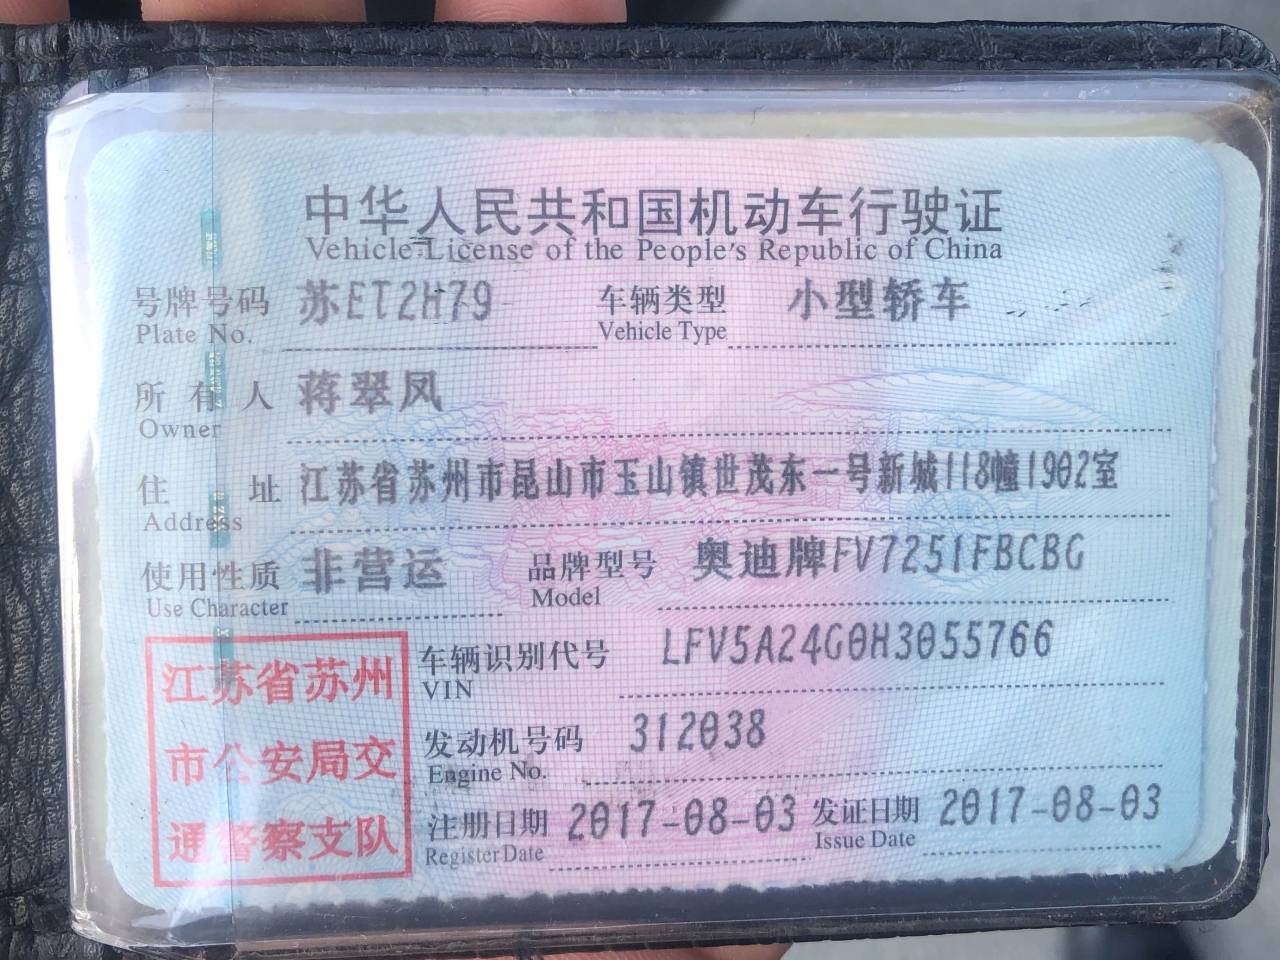 中华人民共和国机动车行驶证
Vehicle License of the People's Republic of China
号牌号码 苏ET2H79 车辆类型 小型轿车
Plate No. Vehicle Type
所有人 蒋翠凤
Owner
住址 江苏省苏州市昆山市玉山镇世茂东一号新城118幢1902室
Address
使用性质 非营运 品牌型号 奥迪牌FV7251FBCBG
Use Character Model
江苏省苏州
市公安局交
通警察支队
车辆识别代号 LFV5A24G0H3055766
VIN
发动机号码 312038
Engine No.
注册日期 2017-08-03 发证日期 2017-08-03
Register Date Issue Date